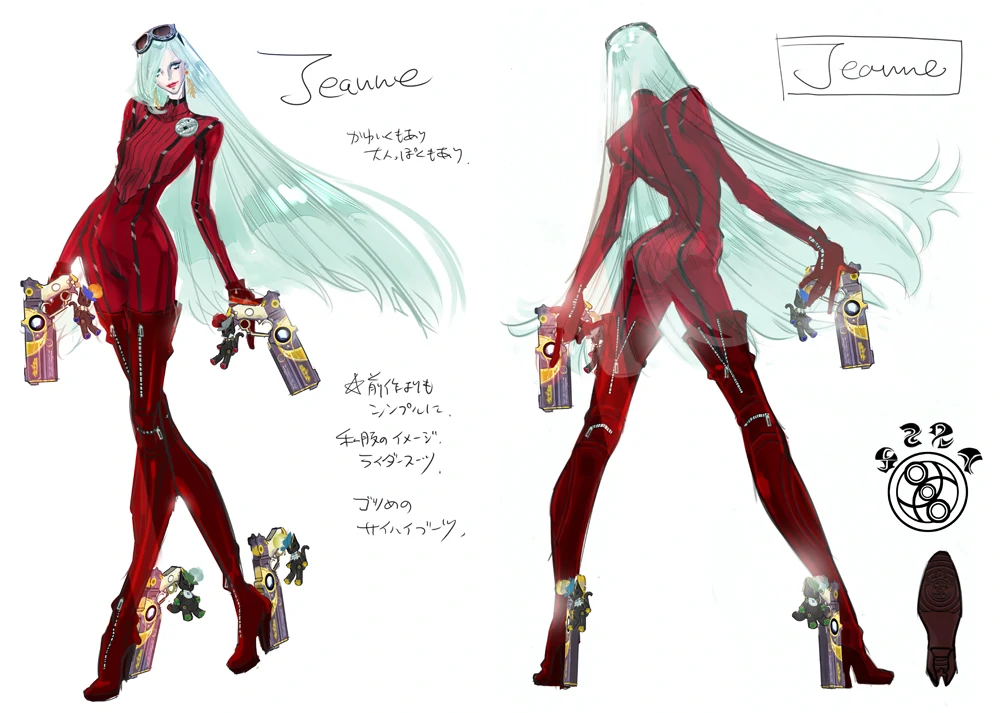 Jeanne
かわいくもあり
大人っぽくもあり.
☆前作よりも
シンプルに.
私服のイメージ.
ライダースーツ.
ゴツめの
サイハイブーツ.
Jeanne